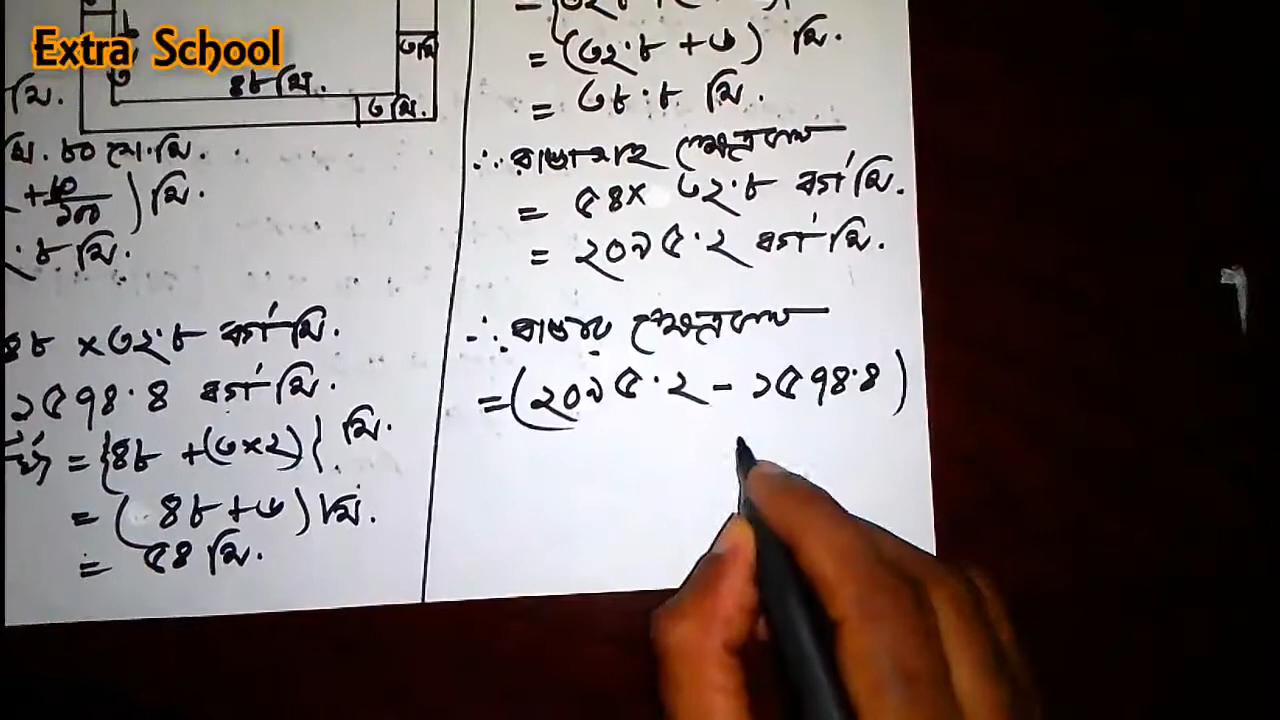 Extra School
৪৮ মি.
৩ মি
৩ মি.
মি.
মি. ৮০ সে.মি.
+ ৮০/১০০ ) মি.
২.৮ মি.
৪৮ × ৩২.৮ বর্গ মি.
১৫৭৪.৪ বর্গ মি.
= {৪৮ + (৩×২)} মি.
= ( ৪৮+৬ ) মি.
= ৫৪ মি.
= (৩২.৮ + ৬) মি.
= ৩৮.৮ মি.
∴ রাস্তাসহ ক্ষেত্রফল
= ৫৪× ৩২.৮ বর্গ মি.
= ২০৯৫.২ বর্গ মি.
∴ রাস্তার ক্ষেত্রফল
= (২০৯৫.২ - ১৫৭৪.৪ )